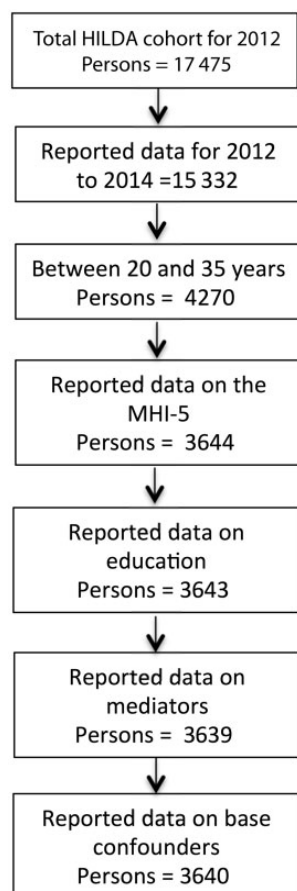 Total HILDA cohort for 2012
Persons = 17 475
Reported data for 2012
to 2014 =15 332
Between 20 and 35 years
Persons = 4270
Reported data on the
MHI-5
Persons = 3644
Reported data on
education
Persons = 3643
Reported data on
mediators
Persons = 3639
Reported data on base
confounders
Persons = 3640